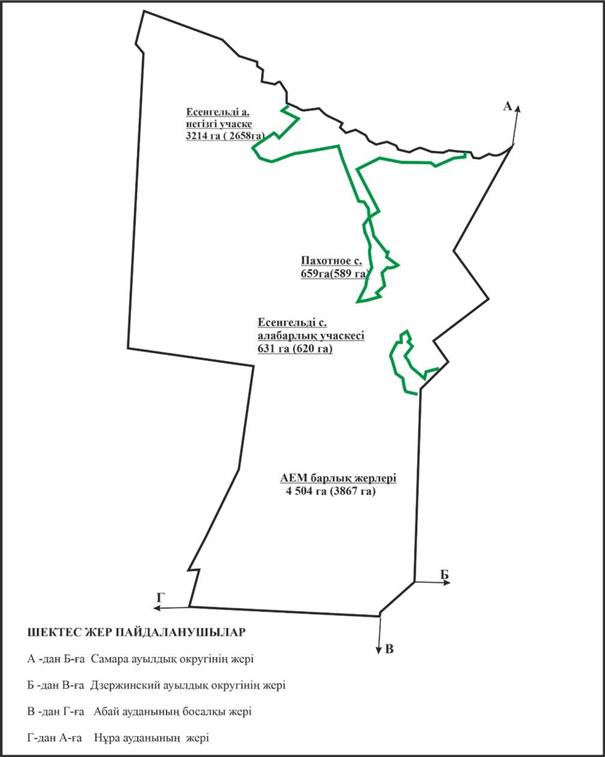 Есенгелді а.
негізгі учаске
3214 га ( 2658га)
А
Пахотное с.
659га(589 га)
Есенгелді с.
алабарлық учаскесі
631 га (620 га)
АЕМ барлық жерлері
4 504 га (3867 га)
Б
Г
В
ШЕКТЕС ЖЕР ПАЙДАЛАНУШЫЛАР
А -дан Б-ға Самара ауылдық округінің жері
Б -дан В-ға Дзержинский ауылдық округінің жері
В -дан Г-ға Абай ауданының босалқы жері
Г-дан А-ға Нұра ауданының жері